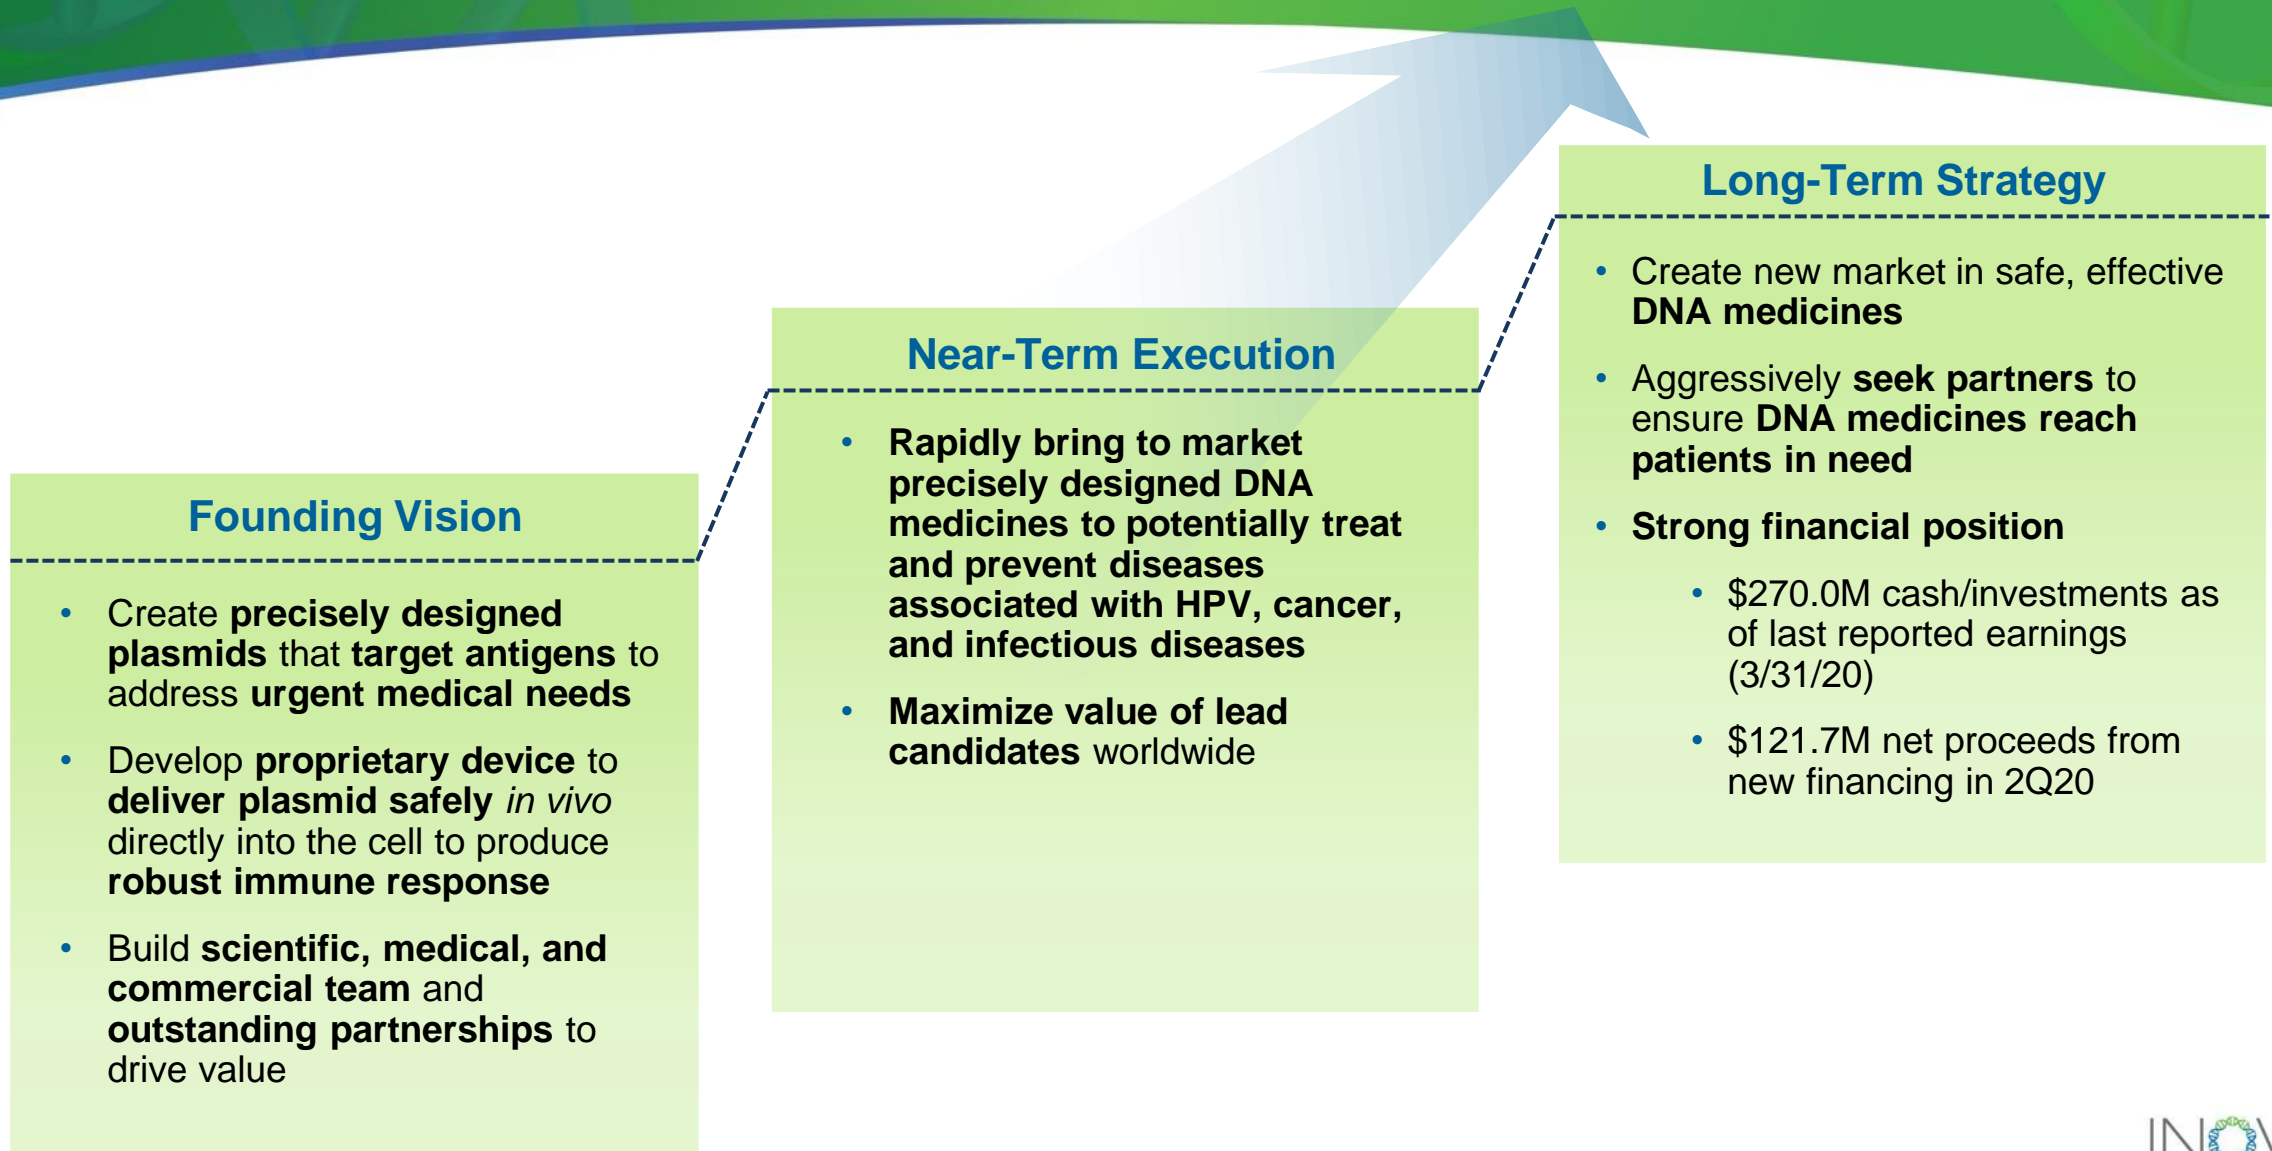 Founding Vision
• Create precisely designed
plasmids that target antigens to
address urgent medical needs
• Develop proprietary device to
deliver plasmid safely in vivo
directly into the cell to produce
robust immune response
• Build scientific, medical, and
commercial team and
outstanding partnerships to
drive value
Near-Term Execution
• Rapidly bring to market
precisely designed DNA
medicines to potentially treat
and prevent diseases
associated with HPV, cancer,
and infectious diseases
• Maximize value of lead
candidates worldwide
Long-Term Strategy
• Create new market in safe, effective
DNA medicines
• Aggressively seek partners to
ensure DNA medicines reach
patients in need
• Strong financial position
• $270.0M cash/investments as
of last reported earnings
(3/31/20)
• $121.7M net proceeds from
new financing in 2Q20